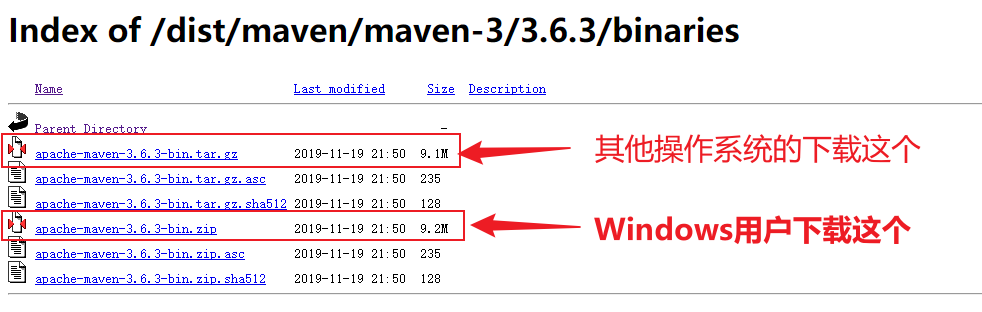 Index of /dist/maven/maven-3/3.6.3/binaries
Name Last modified Size Description
Parent Directory -
apache-maven-3.6.3-bin.tar.gz 2019-11-19 21:50 9.1M 其他操作系统的下载这个
apache-maven-3.6.3-bin.tar.gz.asc 2019-11-19 21:50 235
apache-maven-3.6.3-bin.tar.gz.sha512 2019-11-19 21:50 128
apache-maven-3.6.3-bin.zip 2019-11-19 21:50 9.2M Windows用户下载这个
apache-maven-3.6.3-bin.zip.asc 2019-11-19 21:50 235
apache-maven-3.6.3-bin.zip.sha512 2019-11-19 21:50 128